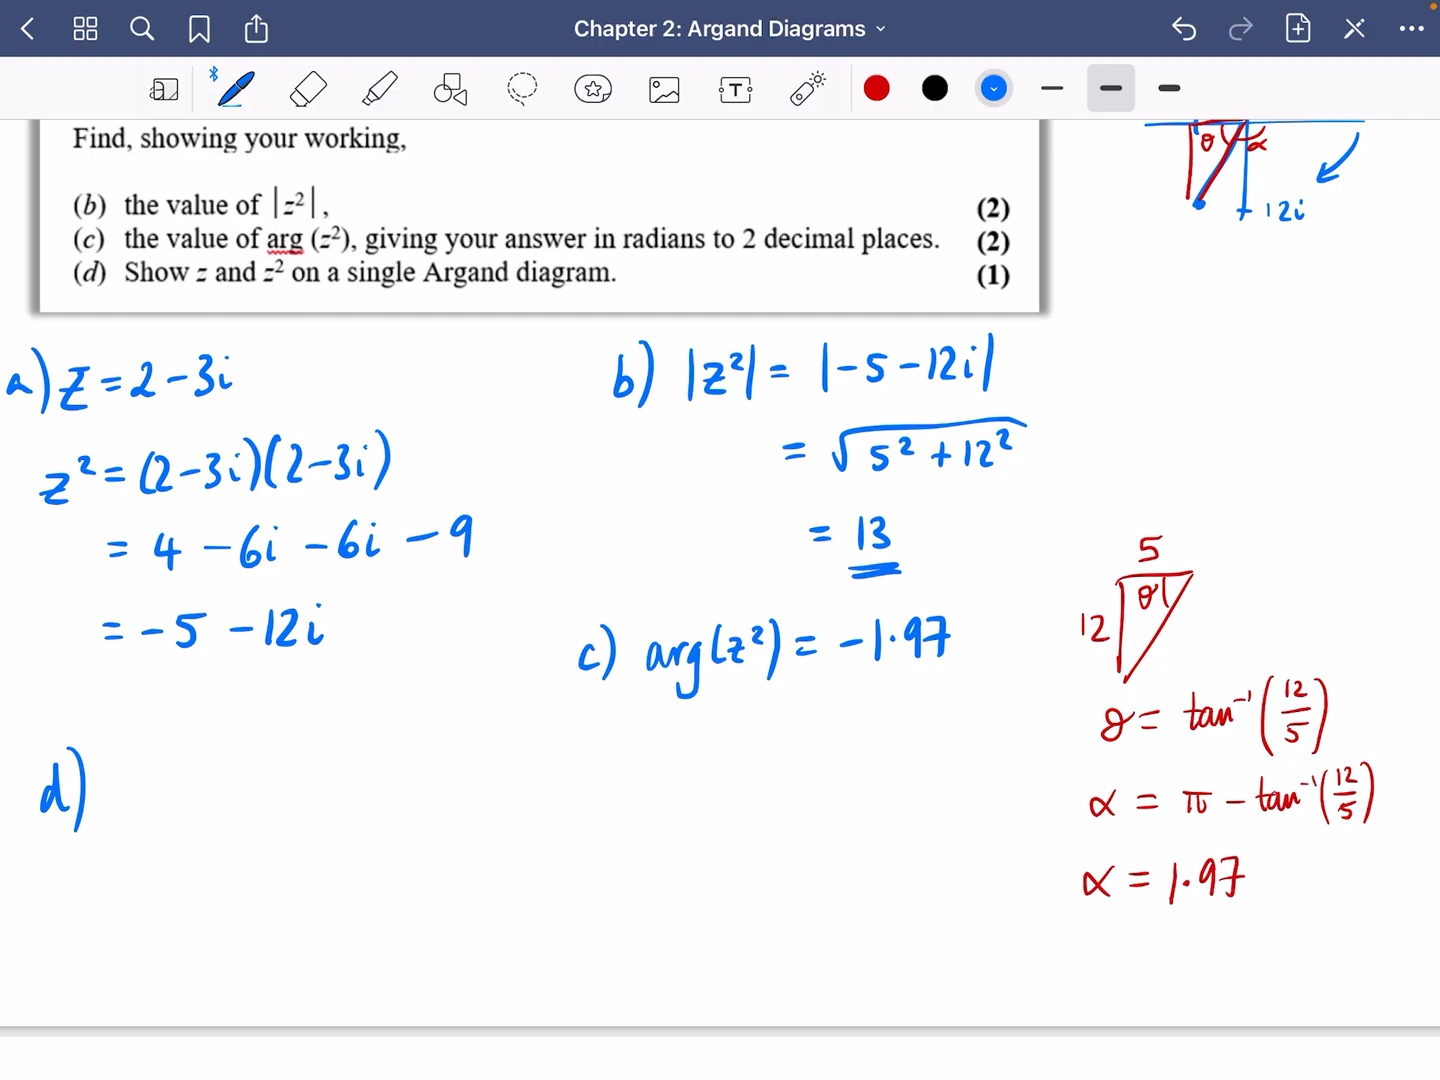 Chapter 2: Argand Diagrams
T
Find, showing your working,
(b) the value of |z²|, (2)
(c) the value of arg (z²), giving your answer in radians to 2 decimal places. (2)
(d) Show z and z² on a single Argand diagram. (1)
θ α
12i
a) z = 2 - 3i
z² = (2-3i)(2-3i)
= 4 - 6i - 6i - 9
= -5 - 12i
b) |z²| = |-5-12i|
= √(5² + 12²)
= 13
c) arg(z²) = -1.97
5
θ
12
θ = tan⁻¹(12/5)
α = π - tan⁻¹(12/5)
α = 1.97
d)